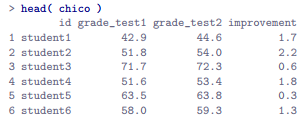 > head( chico )
id grade_test1 grade_test2 improvement
1 student1 42.9 44.6 1.7
2 student2 51.8 54.0 2.2
3 student3 71.7 72.3 0.6
4 student4 51.6 53.4 1.8
5 student5 63.5 63.8 0.3
6 student6 58.0 59.3 1.3